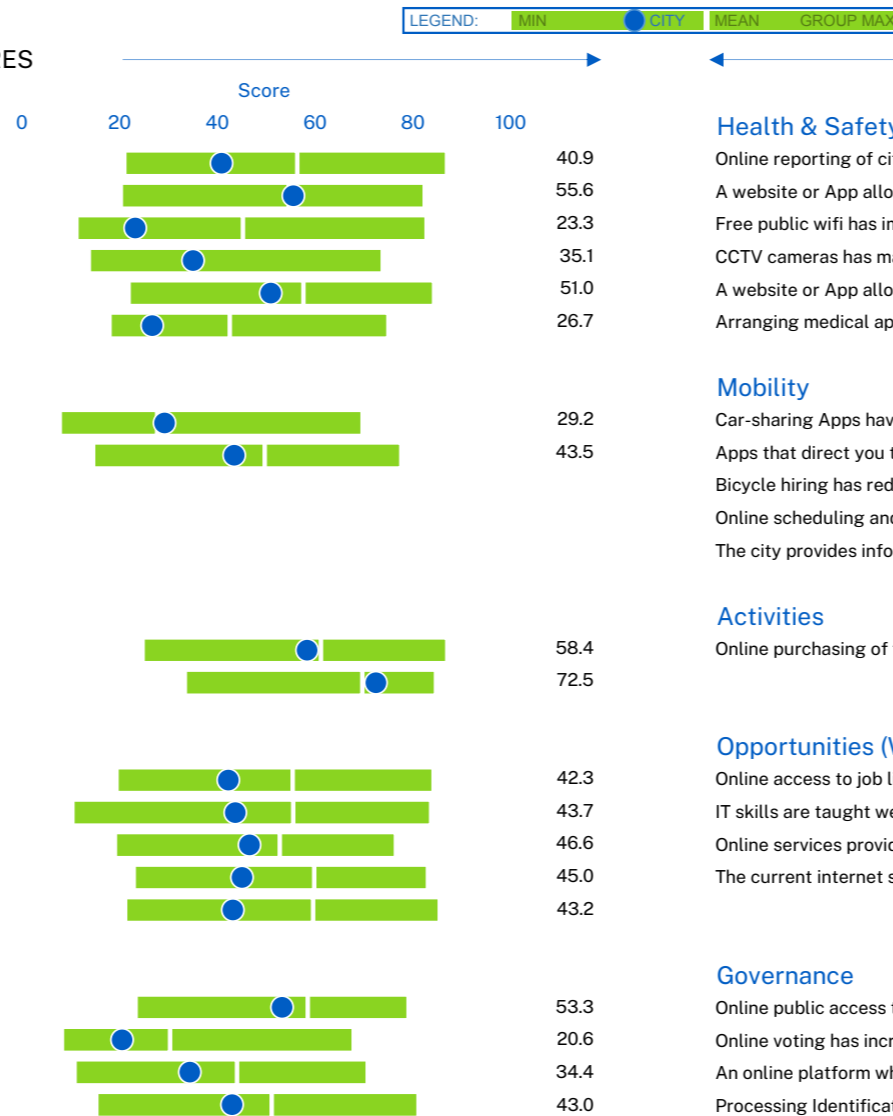 LEGEND: MIN CITY MEAN GROUP MAX
RES
Score
0 20 40 60 80 100
Health & Safety
40.9 Online reporting of ci
55.6 A website or App allo
23.3 Free public wifi has im
35.1 CCTV cameras has ma
51.0 A website or App allo
26.7 Arranging medical ap
Mobility
29.2 Car-sharing Apps hav
43.5 Apps that direct you t
Bicycle hiring has red
Online scheduling and
The city provides info
Activities
58.4 Online purchasing of
72.5
Opportunities (W
42.3 Online access to job l
43.7 IT skills are taught we
46.6 Online services provid
45.0 The current internet s
43.2
Governance
53.3 Online public access t
20.6 Online voting has incr
34.4 An online platform wh
43.0 Processing Identificat